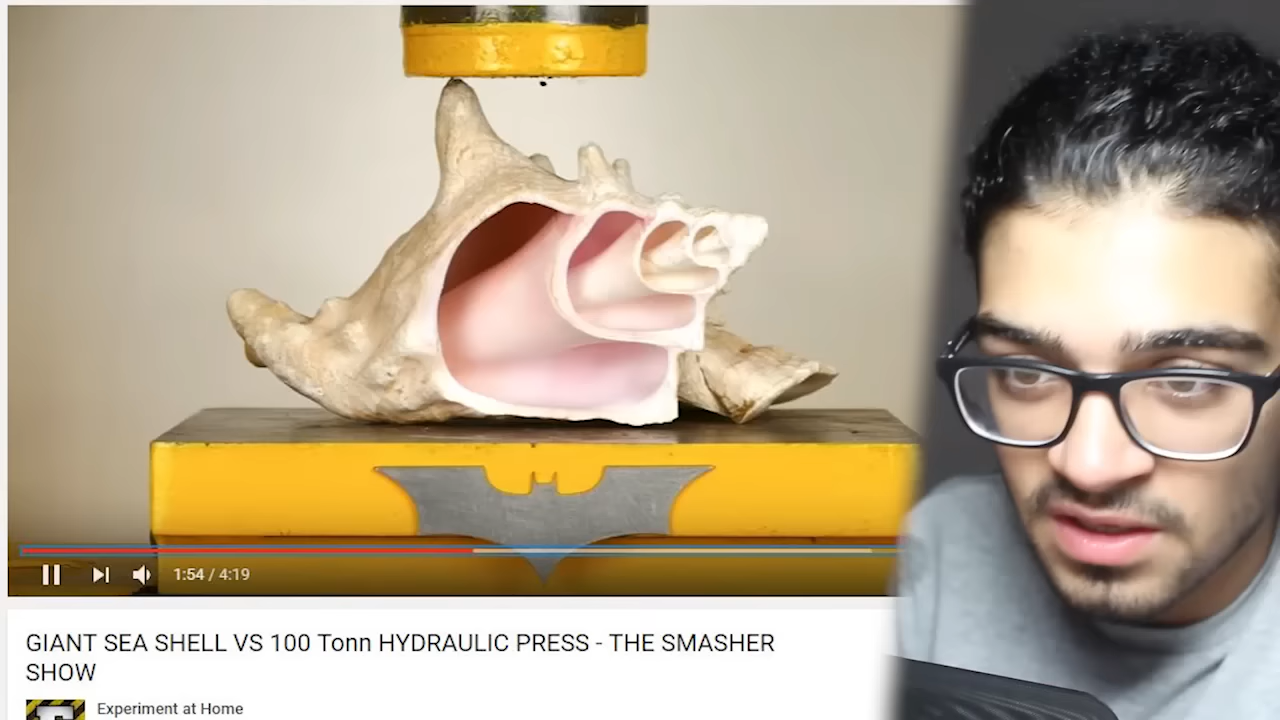 1:54 / 4:19
GIANT SEA SHELL VS 100 Tonn HYDRAULIC PRESS - THE SMASHER
SHOW
Experiment at Home